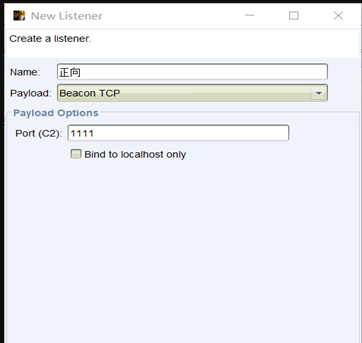 New Listener
Create a listener.
Name: 正向
Payload: Beacon TCP
Payload Options
Port (C2): 1111
Bind to localhost only